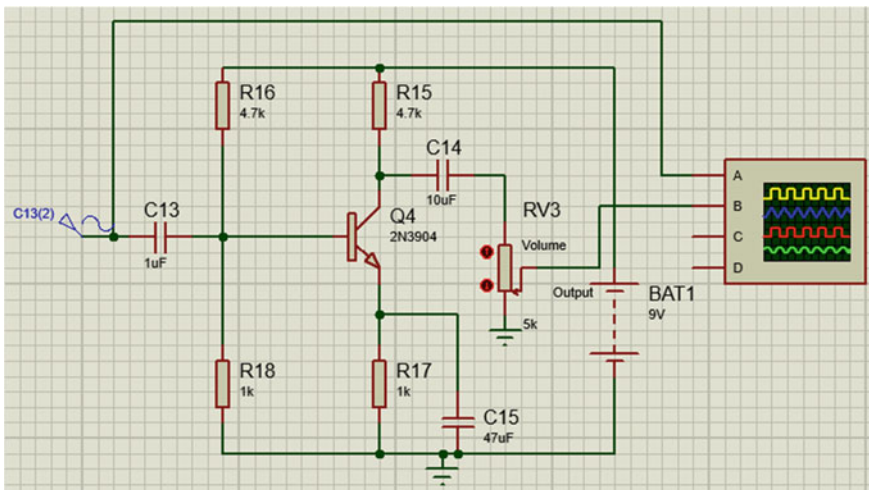 R16
4.7k
R15
4.7k
C14
10uF
A
C13(2)
C13
1uF
Q4
2N3904
RV3
Volume
B
C
D
Output
BAT1
9V
5k
R18
1k
R17
1k
C15
47uF